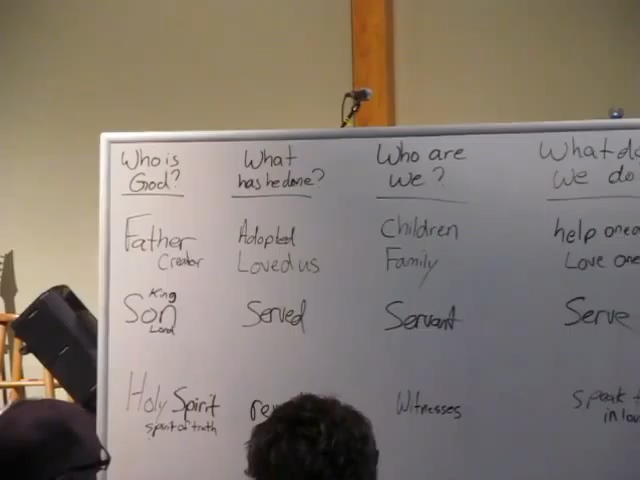 Who is
God?
What
has he done?
Who are
we?
What do
we do
Father
Creator
Adopted
Loved us
Children
Family
help
Love one
King
Son
Lord
Served
Servant
Serve
Holy Spirit
spirit of truth
Witnesses
speak
in